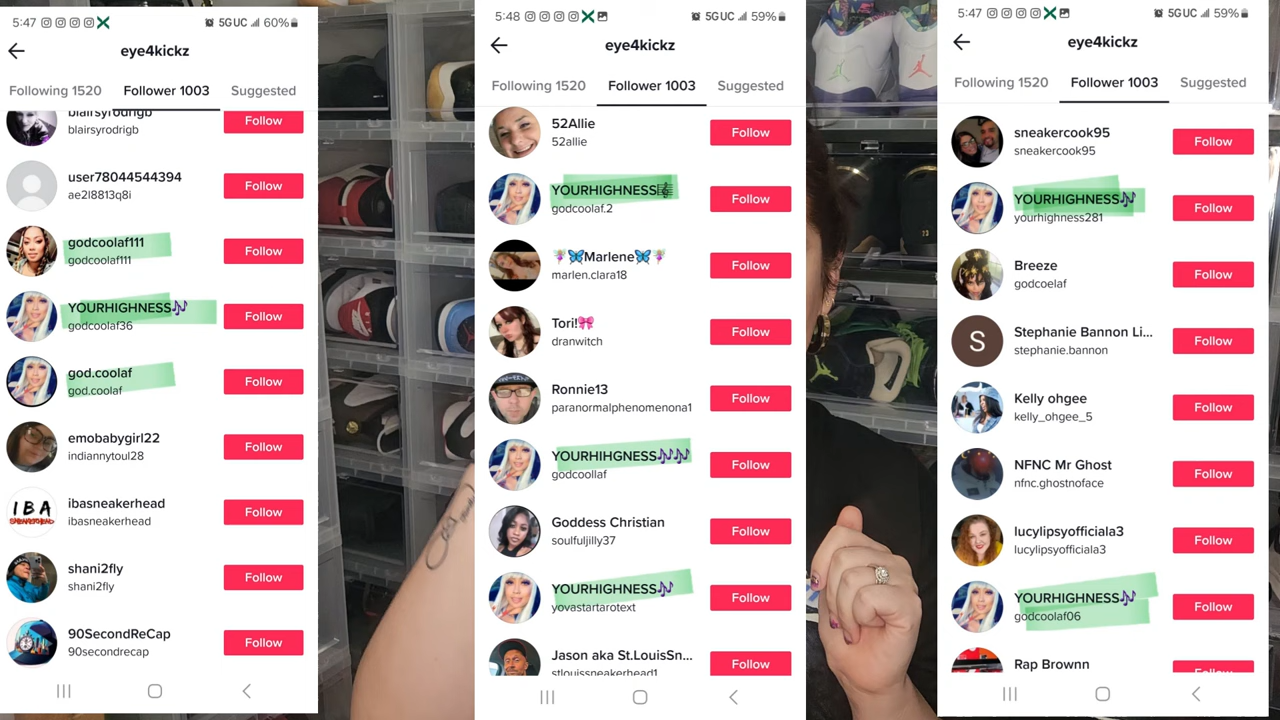 5:47
5GUC
60%
eye4kickz
Following 1520
Follower 1003
Suggested
blairsyrodrigb
blairsyrodrigb
Follow
user78044544394
ae2l8813q8i
Follow
godcoolaf111
godcoolaf111
Follow
YOURHIGHNESS🎶
godcoolaf36
Follow
god.coolaf
god.coolaf
Follow
emobabygirl22
indiannytoul28
Follow
IBA
SNEAKERHEAD
ibasneakerhead
ibasneakerhead
Follow
shani2fly
shani2fly
Follow
90SecondReCap
90secondrecap
Follow
5:48
5GUC
59%
eye4kickz
Following 1520
Follower 1003
Suggested
52Allie
52allie
Follow
YOURHIGHNESS🎼
godcoolaf.2
Follow
🧚‍♀️🦋Marlene🦋🧚‍♀️
marlen.clara18
Follow
Tori!🎀
dranwitch
Follow
Ronnie13
paranormalphenomenona1
Follow
YOURHIHGNESS🎶🎶
godcoollaf
Follow
Goddess Christian
soulfuljilly37
Follow
YOURHIGHNESS🎶
yovastartarotext
Follow
Jason aka St.LouisSn...
stlouissneakerhead1
Follow
5:47
5GUC
59%
eye4kickz
Following 1520
Follower 1003
Suggested
sneakercook95
sneakercook95
Follow
YOURHIGHNESS🎶
yourhighness281
Follow
Breeze
godcoelaf
Follow
S
Stephanie Bannon Li...
stephanie.bannon
Follow
Kelly ohgee
kelly_ohgee_5
Follow
NFNC Mr Ghost
nfnc.ghostnoface
Follow
lucylipsyofficiala3
lucylipsyofficiala3
Follow
YOURHIGHNESS🎶
godcoolaf06
Follow
Rap Brownn
Follow
23